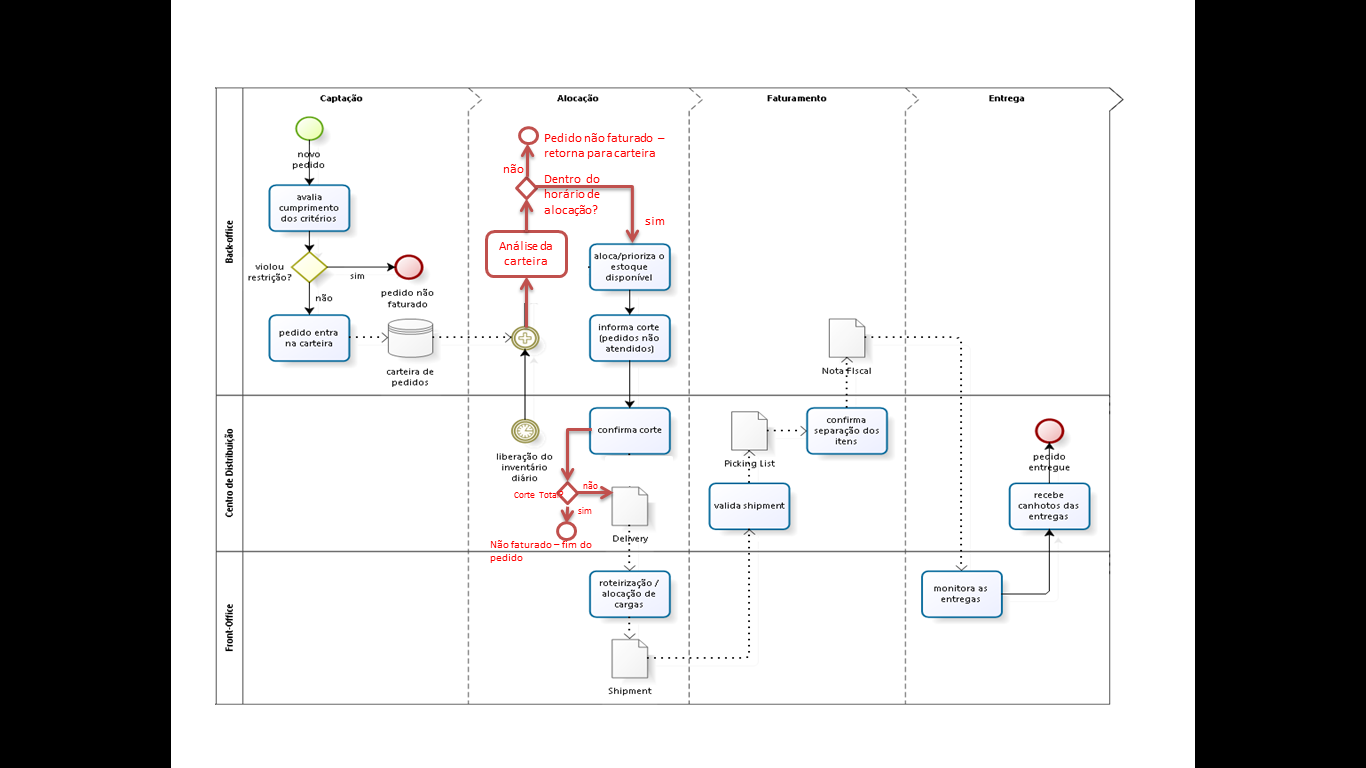 Captação
Alocação
Faturamento
Entrega
Back-office
novo
pedido
avalia
cumprimento
dos critérios
violou
restrição?
sim
não
pedido não
faturado
pedido entra
na carteira
carteira de
pedidos
Pedido não faturado –
retorna para carteira
não
Dentro do
horário de
alocação?
sim
Análise da
carteira
aloca/prioriza o
estoque
disponível
informa corte
(pedidos não
atendidos)
Nota FIscal
Centro de Distribuição
liberação do
inventário
diário
confirma corte
Corte Total?
não
sim
Não faturado – fim do
pedido
Delivery
Picking List
confirma
separação dos
itens
valida shipment
pedido
entregue
recebe
canhotos das
entregas
Front-Office
roteirização /
alocação de
cargas
Shipment
monitora as
entregas